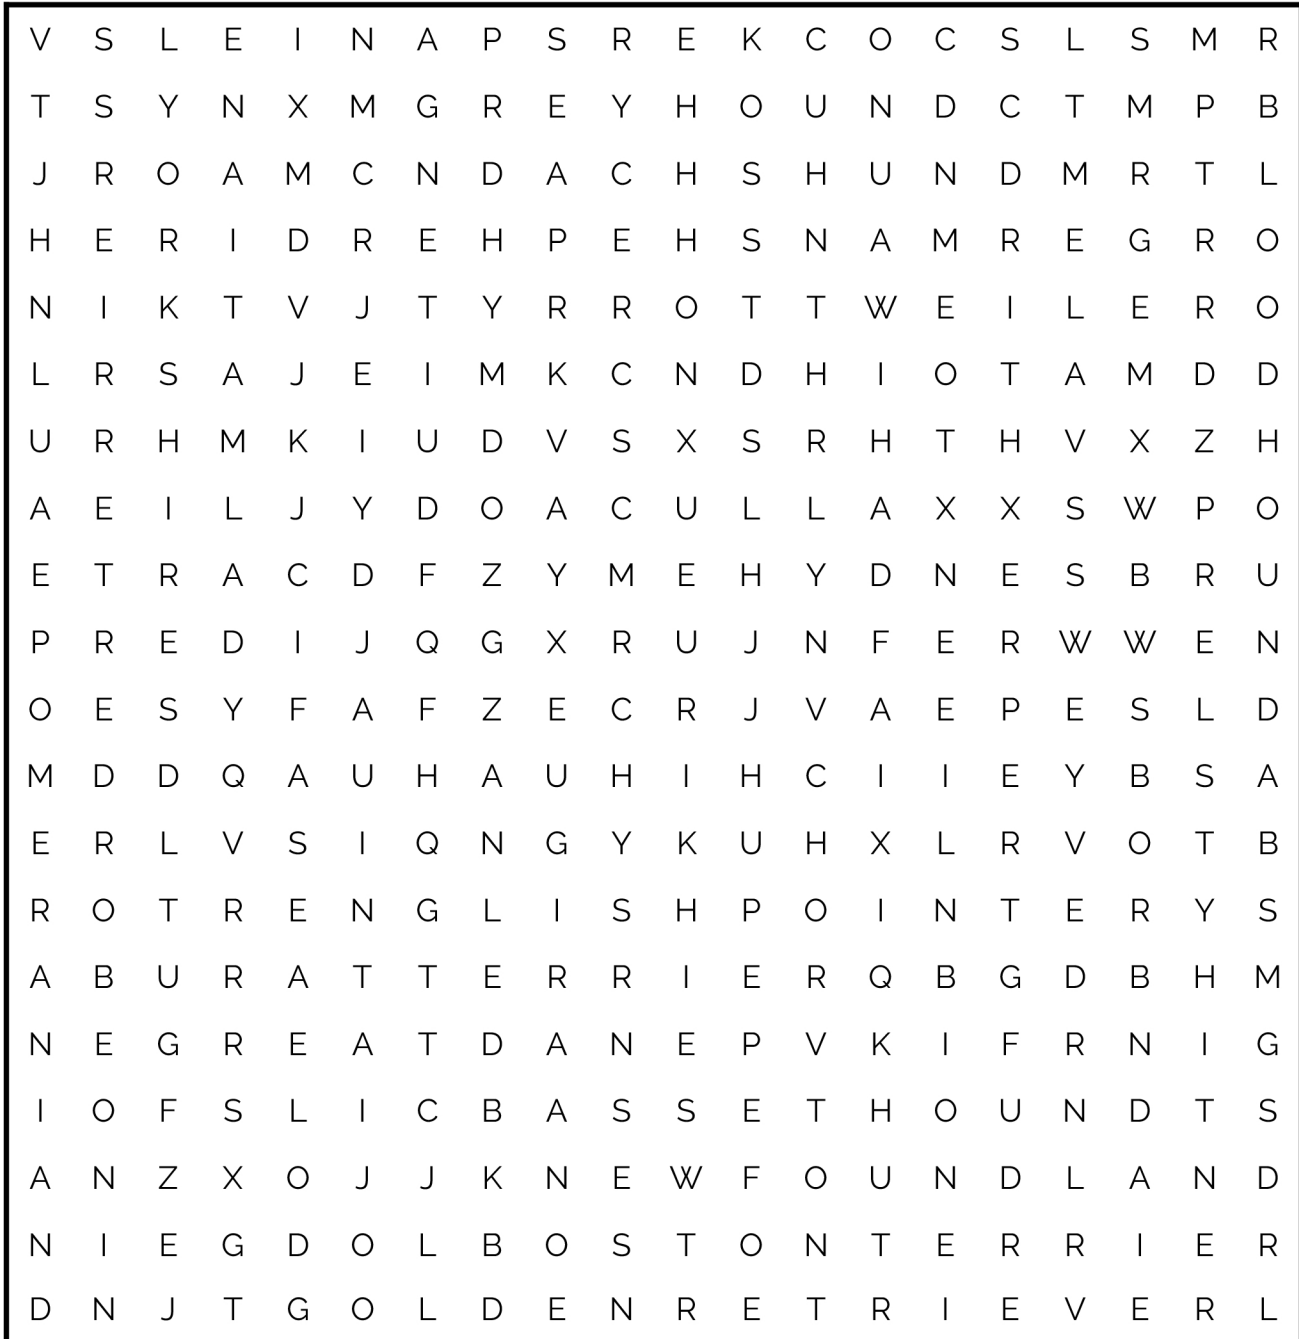 V S L E I N A P S R E K C O C S L S M R
T S Y N X M G R E Y H O U N D C T M P B
J R O A M C N D A C H S H U N D M R T L
H E R I D R E H P E H S N A M R E G R O
N I K T V J T Y R R O T T W E I L E R O
L R S A J E I M K C N D H I O T A M D D
U R H M K I U D V S X S R H T H V X Z H
A E I L J Y D O A C U L L A X X S W P O
E T R A C D F Z Y M E H Y D N E S B R U
P R E D I J Q G X R U J N F E R W W E N
O E S Y F A F Z E C R J V A E P E S L D
M D D Q A U H A U H I H C I I E Y B S A
E R L V S I Q N G Y K U H X L R V O T B
R O T R E N G L I S H P O I N T E R Y S
A B U R A T T E R R I E R Q B G D B H M
N E G R E A T D A N E P V K I F R N I G
I O F S L I C B A S S E T H O U N D T S
A N Z X O J J K N E W F O U N D L A N D
N I E G D O L B O S T O N T E R R I E R
D N J T G O L D E N R E T R I E V E R L